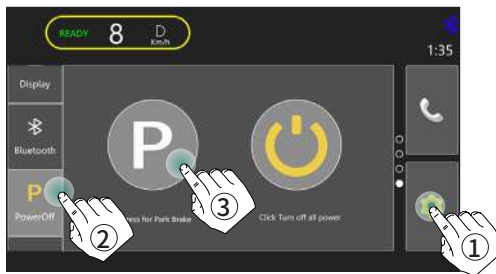 READY 8 D
Km/h
1:35
Display
Bluetooth
P
PowerOff
P
ress for Park Brake
Click Turn off all power
①
②
③